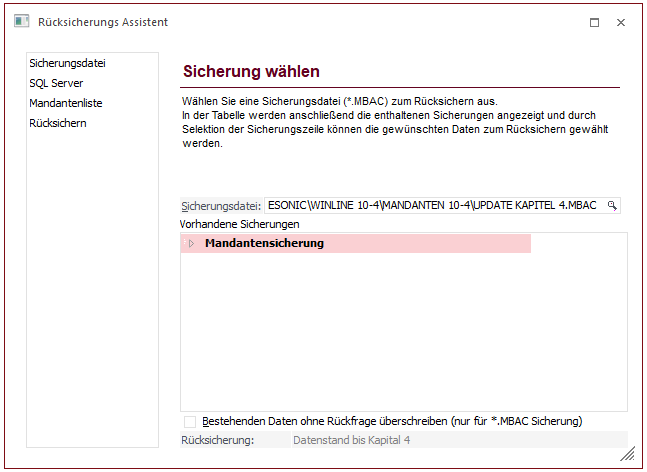 Rücksicherungs Assistent
Sicherungsdatei
SQL Server
Mandantenliste
Rücksichern
Sicherung wählen
Wählen Sie eine Sicherungsdatei (*.MBAC) zum Rücksichern aus.
In der Tabelle werden anschließend die enthaltenen Sicherungen angezeigt und durch
Selektion der Sicherungszeile können die gewünschten Daten zum Rücksichern gewählt
werden.
Sicherungsdatei: ESONIC\WINLINE 10-4\MANDANTEN 10-4\UPDATE KAPITEL 4.MBAC
Vorhandene Sicherungen
Mandantensicherung
Bestehenden Daten ohne Rückfrage überschreiben (nur für *.MBAC Sicherung)
Rücksicherung: Datenstand bis Kapital 4